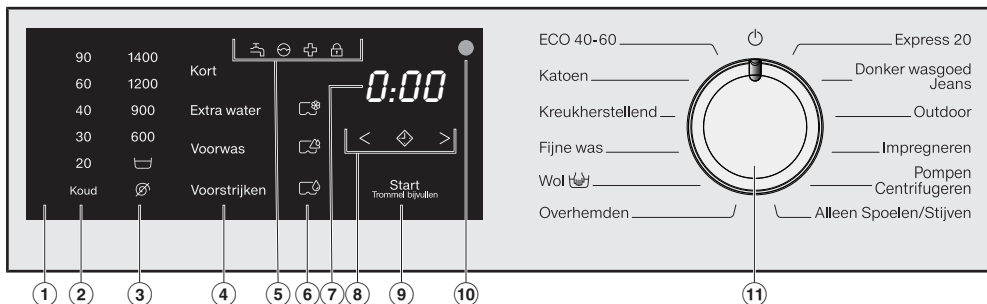 90
60
40
30
20
Koud
1400
1200
900
600
Kort
Extra water
Voorwas
Voorstrijken
0:00
< >
Start
Trommel bijvullen
ECO 40-60
Katoen
Kreukherstellend
Fijne was
Wol
Overhemden
Express 20
Donker wasgoed
Jeans
Outdoor
Impregneren
Pompen
Centrifugeren
Alleen Spoelen/Stijven
1 2 3 4 5 6 7 8 9 10 11